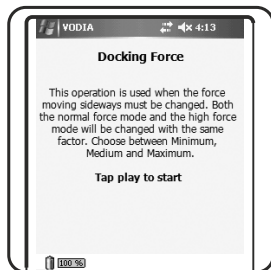 VODIA 4:13
Docking Force
This operation is used when the force
moving sideways must be changed. Both
the normal force mode and the high force
mode will be changed with the same
factor. Choose between Minimum,
Medium and Maximum.
Tap play to start
100 %